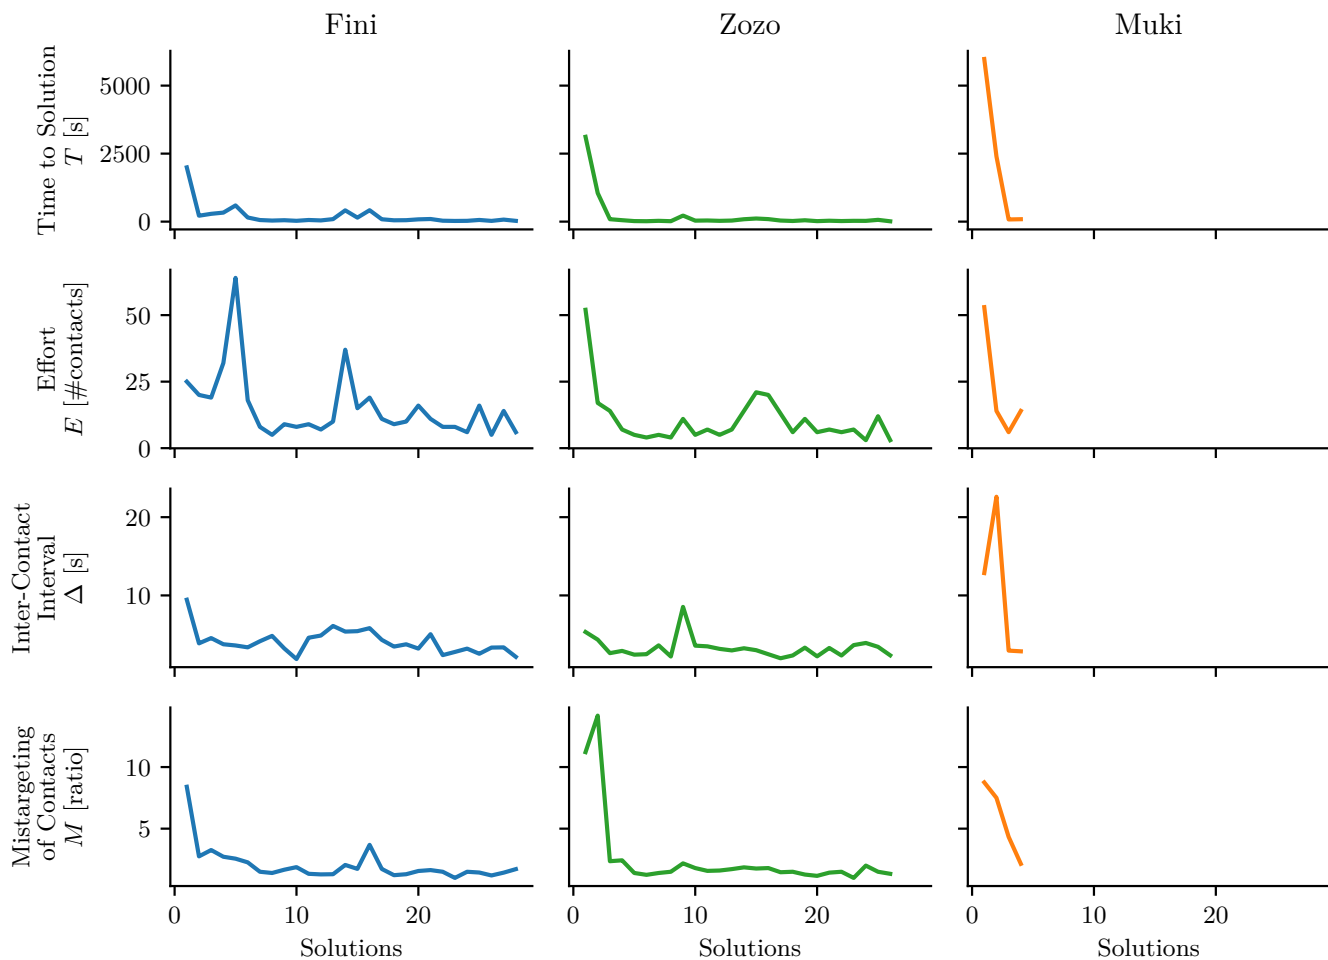 Fini
Zozo
Muki
Time to Solution
T [s]
5000
2500
0
Effort
E [#contacts]
50
25
0
Inter-Contact
Interval
Δ [s]
20
10
Mistargeting
of Contacts
M [ratio]
10
5
0 10 20
0 10 20
0 10 20
Solutions
Solutions
Solutions